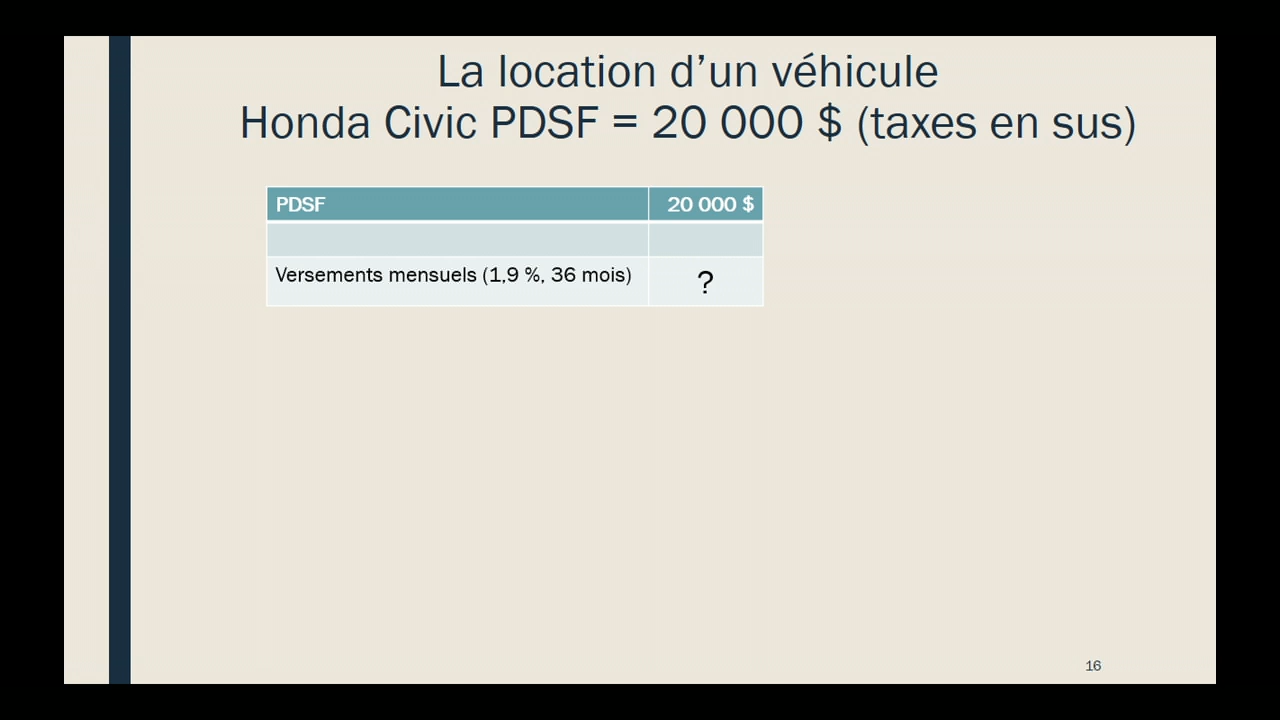 La location d’un véhicule
Honda Civic PDSF = 20 000 $ (taxes en sus)
PDSF 20 000 $
Versements mensuels (1,9 %, 36 mois) ?
16